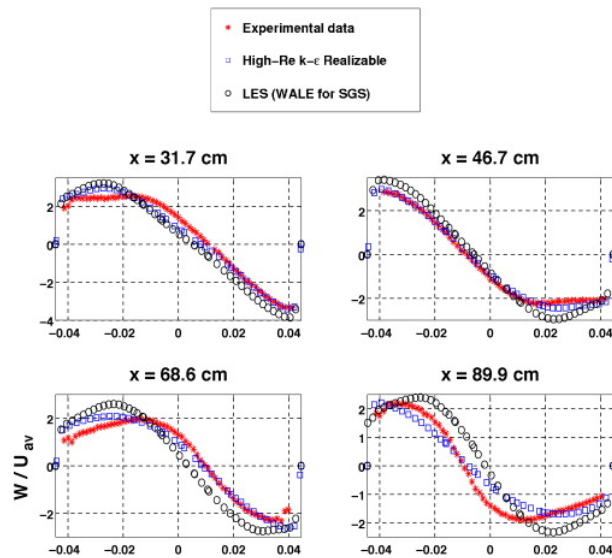 Experimental data
High-Re k-ε Realizable
LES (WALE for SGS)
x = 31.7 cm
x = 46.7 cm
2
0
-2
-4
-0.04 -0.02 0 0.02 0.04
2
0
-2
-0.04 -0.02 0 0.02 0.04
x = 68.6 cm
x = 89.9 cm
W / U av
2
0
-2
-0.04 -0.02 0 0.02 0.04
2
1
0
-1
-2
-0.04 -0.02 0 0.02 0.04